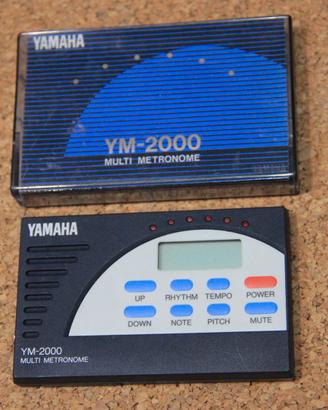 YAMAHA
YM-2000
MULTI METRONOME
YAMAHA
UP RHYTHM TEMPO POWER
DOWN NOTE PITCH MUTE
YM-2000
MULTI METRONOME